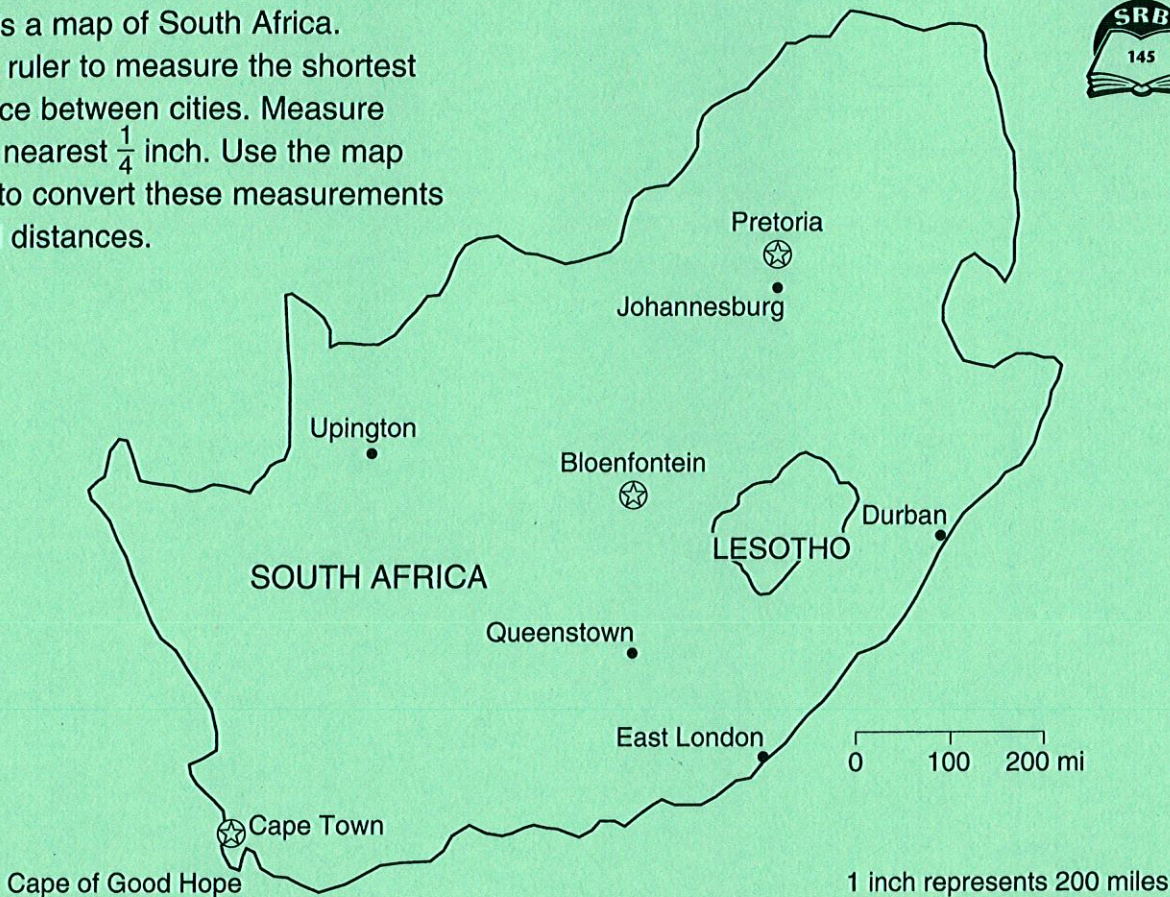 s a map of South Africa.
ruler to measure the shortest
ce between cities. Measure
nearest 1/4 inch. Use the map
to convert these measurements
distances.
SRB
145
Pretoria
Johannesburg
Upington
Bloenfontein
Durban
LESOTHO
SOUTH AFRICA
Queenstown
East London
0 100 200 mi
Cape Town
Cape of Good Hope
1 inch represents 200 miles